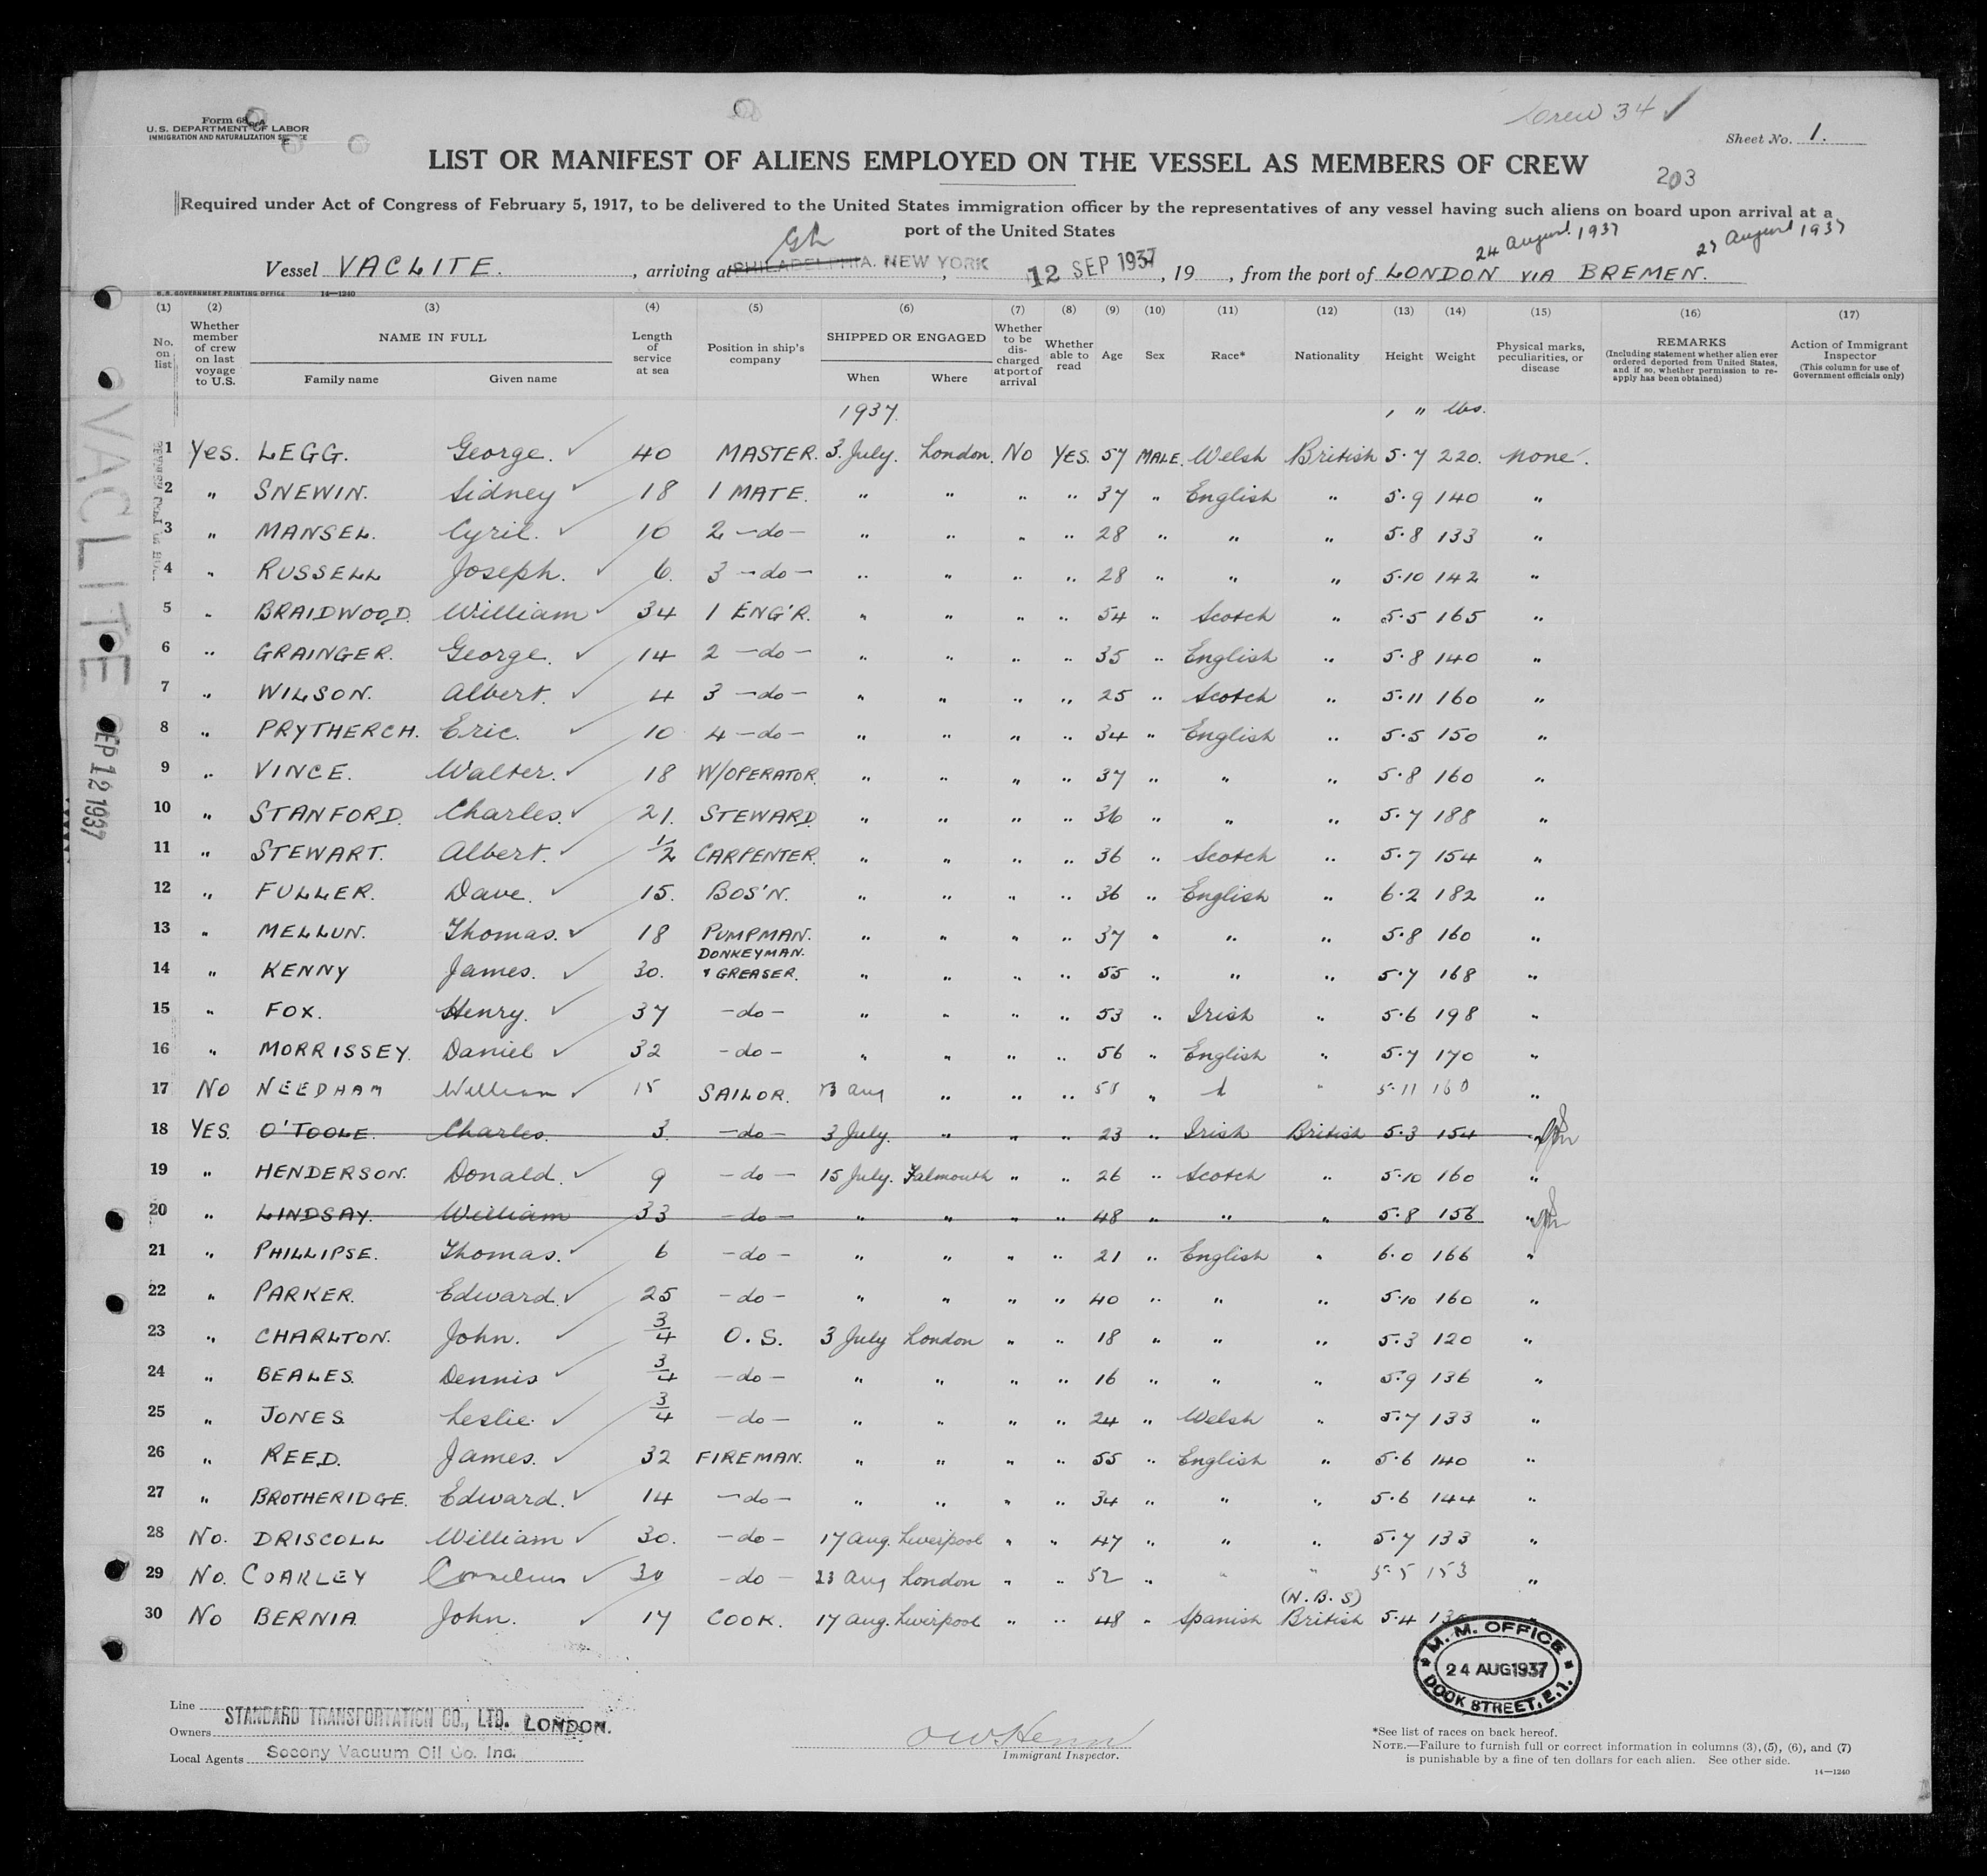 Crew 34 ✓
Form 680
U.S. DEPARTMENT OF LABOR
IMMIGRATION AND NATURALIZATION SERVICE
Sheet No. 1.
LIST OR MANIFEST OF ALIENS EMPLOYED ON THE VESSEL AS MEMBERS OF CREW
203
Required under Act of Congress of February 5, 1917, to be delivered to the United States immigration officer by the representatives of any vessel having such aliens on board upon arrival at a
port of the United States
24 August 1937 27 August 1937
Vessel VACLITE. , arriving at PHILADELPHIA. NEW YORK , 12 SEP 1937, 19 , from the port of LONDON VIA BREMEN.
U.S. GOVERNMENT PRINTING OFFICE 14—1240
(1) (2) (3) (4) (5) (6) (7) (8) (9) (10) (11) (12) (13) (14) (15) (16) (17)
No. on list Whether member of crew on last voyage to U.S. NAME IN FULL Family name Given name Length of service at sea Position in ship's company SHIPPED OR ENGAGED When Where Whether to be discharged at port of arrival Whether able to read Age Sex Race* Nationality Height Weight Physical marks, peculiarities, or disease REMARKS (Including statement whether alien ever ordered deported from United States, and if so, whether permission to reapply has been obtained) Action of Immigrant Inspector (This column for use of Government officials only)
1937. ' " lbs.
1 Yes. LEGG. George. ✓ 40 MASTER. 3 July. London. No YES. 57 MALE. Welsh British 5.7 220. None.
2 " SNEWIN. Sidney ✓ 18 1 MATE. " " " " 37 " English " 5.9 140 "
3 " MANSEL. Cyril. ✓ 10 2 -do- " " " " 28 " " " 5.8 133 "
4 " RUSSELL Joseph. ✓ 6. 3 -do- " " " " 28 " " " 5.10 142 "
5 " BRAIDWOOD. William ✓ 34 1 ENG'R. " " " " 54 " Scotch " 5.5 165 "
6 " GRAINGER. George. ✓ 14 2 -do- " " " " 35 " English " 5.8 140 "
7 " WILSON. Albert. ✓ 4 3 -do- " " " " 25 " Scotch " 5.11 160 "
8 " PRYTHERCH. Eric. ✓ 10 4 -do- " " " " 34 " English " 5.5 150 "
9 " VINCE. Walter. ✓ 18 W/OPERATOR. " " " " 37 " " " 5.8 160 "
10 " STANFORD. Charles. ✓ 21. STEWARD. " " " " 36 " " " 5.7 188 "
11 " STEWART. Albert. ✓ 1/2 CARPENTER. " " " " 36 " Scotch " 5.7 154 "
12 " FULLER. Dave. ✓ 15. BOS'N. " " " " 36 " English " 6.2 182 "
13 " MELLUN. Thomas. ✓ 18 PUMPMAN. " " " " 37 " " " 5.8 160 "
14 " KENNY James. ✓ 30. DONKEYMAN. & GREASER. " " " " 55 " " " 5.7 168 "
15 " FOX. Henry. ✓ 37 -do- " " " " 53 " Irish " 5.6 198 "
16 " MORRISSEY. Daniel ✓ 32 -do- " " " " 56 " English " 5.7 170 "
17 No NEEDHAM William ✓ 15 SAILOR. Aug " " " " " 5.11 160 "
18 YES. O'TOOLE. Charles. 3. -do- 3 July. " " " 23 " Irish British 5.3 154 "
19 " HENDERSON. Donald. ✓ 9 -do- 15 July. Falmouth " " 26 " Scotch " 5.10 160 "
20 " LINDSAY. William 33 -do- " " " " 48 " " " 5.8 156 "
21 " PHILLIPSE. Thomas. ✓ 6 -do- " " " " 21 " English " 6.0 166 "
22 " PARKER. Edward. ✓ 25 -do- " " " " 40 " " " 5.10 160 "
23 " CHARLTON. John. ✓ 3/4 O.S. 3 July London " " 18 " " " 5.3 120 "
24 " BEALES. Dennis ✓ 3/4 -do- " " " " 16 " " " 5.9 136 "
25 " JONES. Leslie. ✓ 3/4 -do- " " " " 24 " Welsh " 5.7 133 "
26 " REED. James. ✓ 32 FIREMAN. " " " " 55 " English " 5.6 140 "
27 " BROTHERIDGE. Edward. ✓ 14 -do- " " " " 34 " " " 5.6 144 "
28 No. DRISCOLL William ✓ 30. -do- 17 Aug. Liverpool " " 47 " " " 5.7 133 "
29 No. COARLEY Cornelius ✓ 30 -do- 23 Aug London " " 52 " " " 5.5 153 "
30 No BERNIA. John. ✓ 17 COOK. 17 Aug. Liverpool " " 48 " Spanish (N.B.S) British 5.4
VACLITE
SEP 12 1937
M. M. OFFICE
24 AUG 1937
DOCK STREET, E.1.
Line
Owners STANDARD TRANSPORTATION CO., LTD. LONDON.
Local Agents Socony Vacuum Oil Co. Inc.
Immigrant Inspector.
*See list of races on back hereof.
NOTE.—Failure to furnish full or correct information in columns (3), (5), (6), and (7)
is punishable by a fine of ten dollars for each alien. See other side.
14—1240